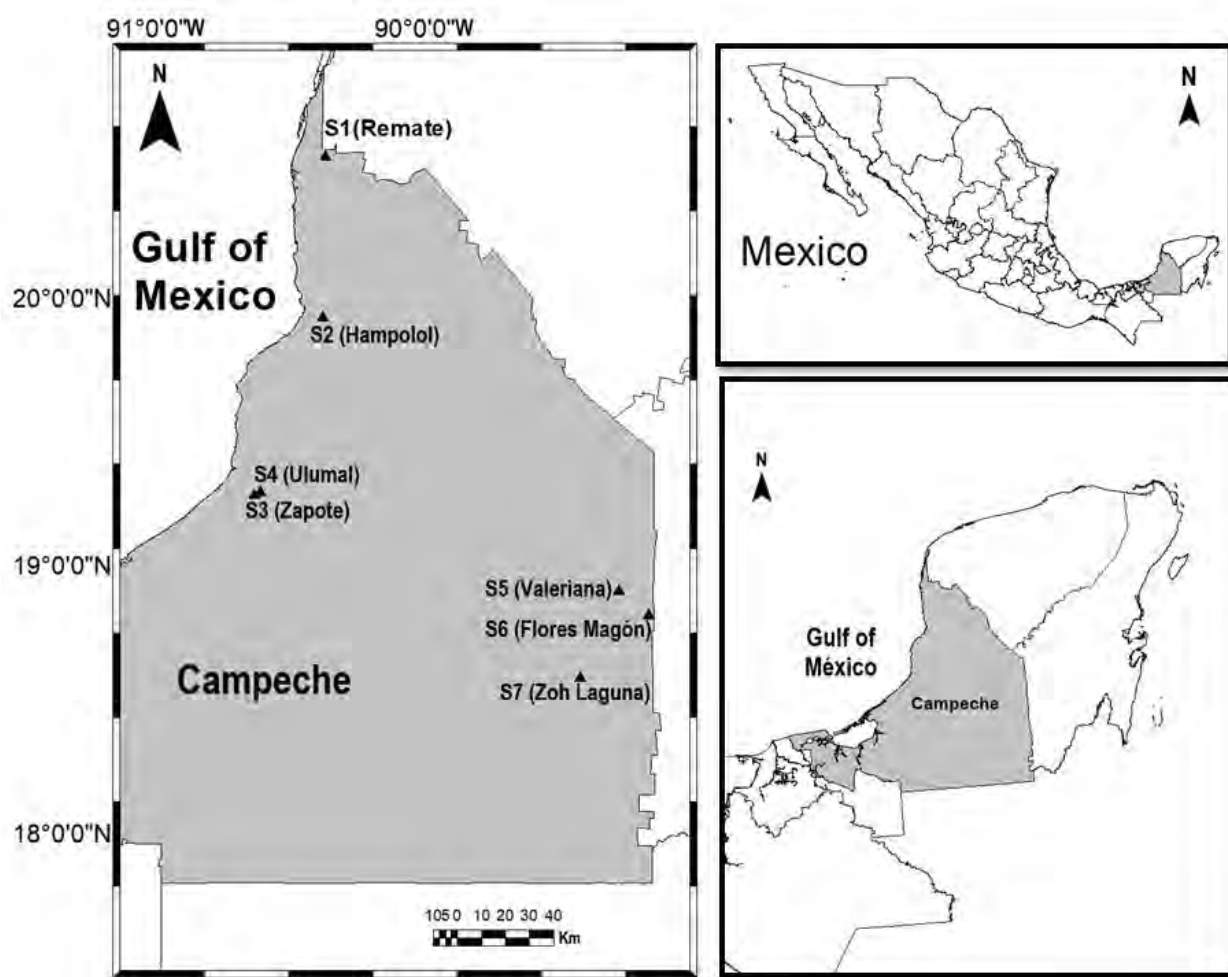 91°0'0"W
90°0'0"W
N
S1(Remate)
Gulf of
Mexico
20°0'0"N
S2 (Hampolol)
S4 (Ulumal)
S3 (Zapote)
19°0'0"N
S5 (Valeriana)
S6 (Flores Magón)
Campeche
S7 (Zoh Laguna)
18°0'0"N
105 0 10 20 30 40
Km
N
Mexico
N
Gulf of
México
Campeche